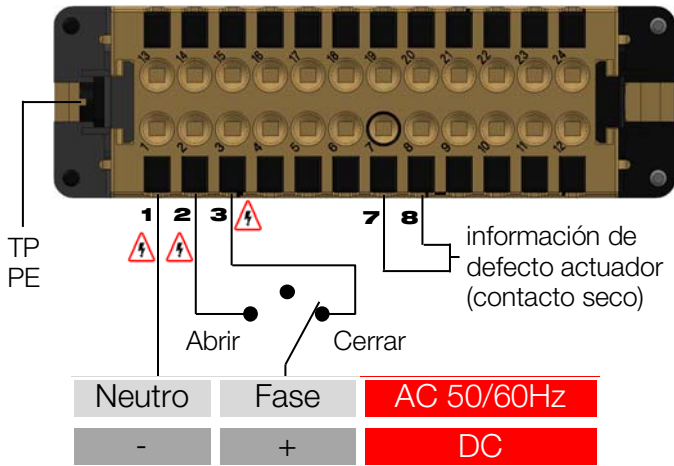 13 14 15 16 17 18 19 20 21 22 23 24
1 2 3 4 5 6 7 8 9 10 11 12
1 2 3 7 8
TP
PE
información de
defecto actuador
(contacto seco)
Abrir Cerrar
Neutro Fase AC 50/60Hz
- + DC